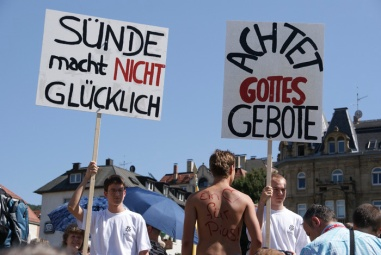 SÜNDE
macht NICHT
GLÜCKLICH
ACHTET
GOTTES
GEBOTE